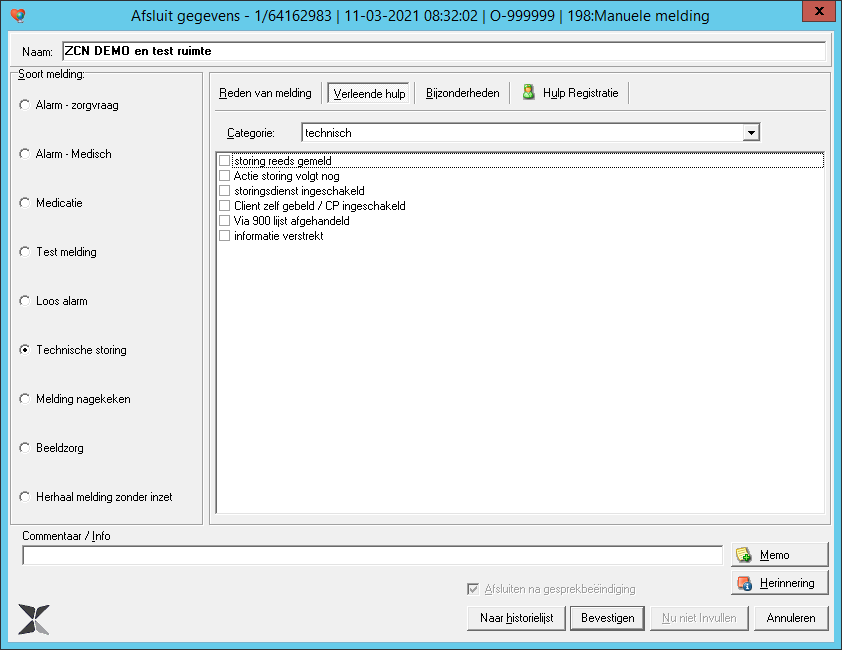 Afsluit gegevens - 1/64162983 | 11-03-2021 08:32:02 | O-999999 | 198:Manuele melding
x
Naam: ZCN DEMO en test ruimte
Soort melding:
Alarm - zorgvraag
Alarm - Medisch
Medicatie
Test melding
Loos alarm
Technische storing
Melding nagekeken
Beeldzorg
Herhaal melding zonder inzet
Reden van melding Verleende hulp Bijzonderheden Hulp Registratie
Categorie: technisch
storing reeds gemeld
Actie storing volgt nog
storingsdienst ingeschakeld
Client zelf gebeld / CP ingeschakeld
Via 900 lijst afgehandeld
informatie verstrekt
Commentaar / Info
Memo
Herinnering
Afsluiten na gespreksbeëindiging
Naar historielijst Bevestigen Nu niet Invullen Annuleren